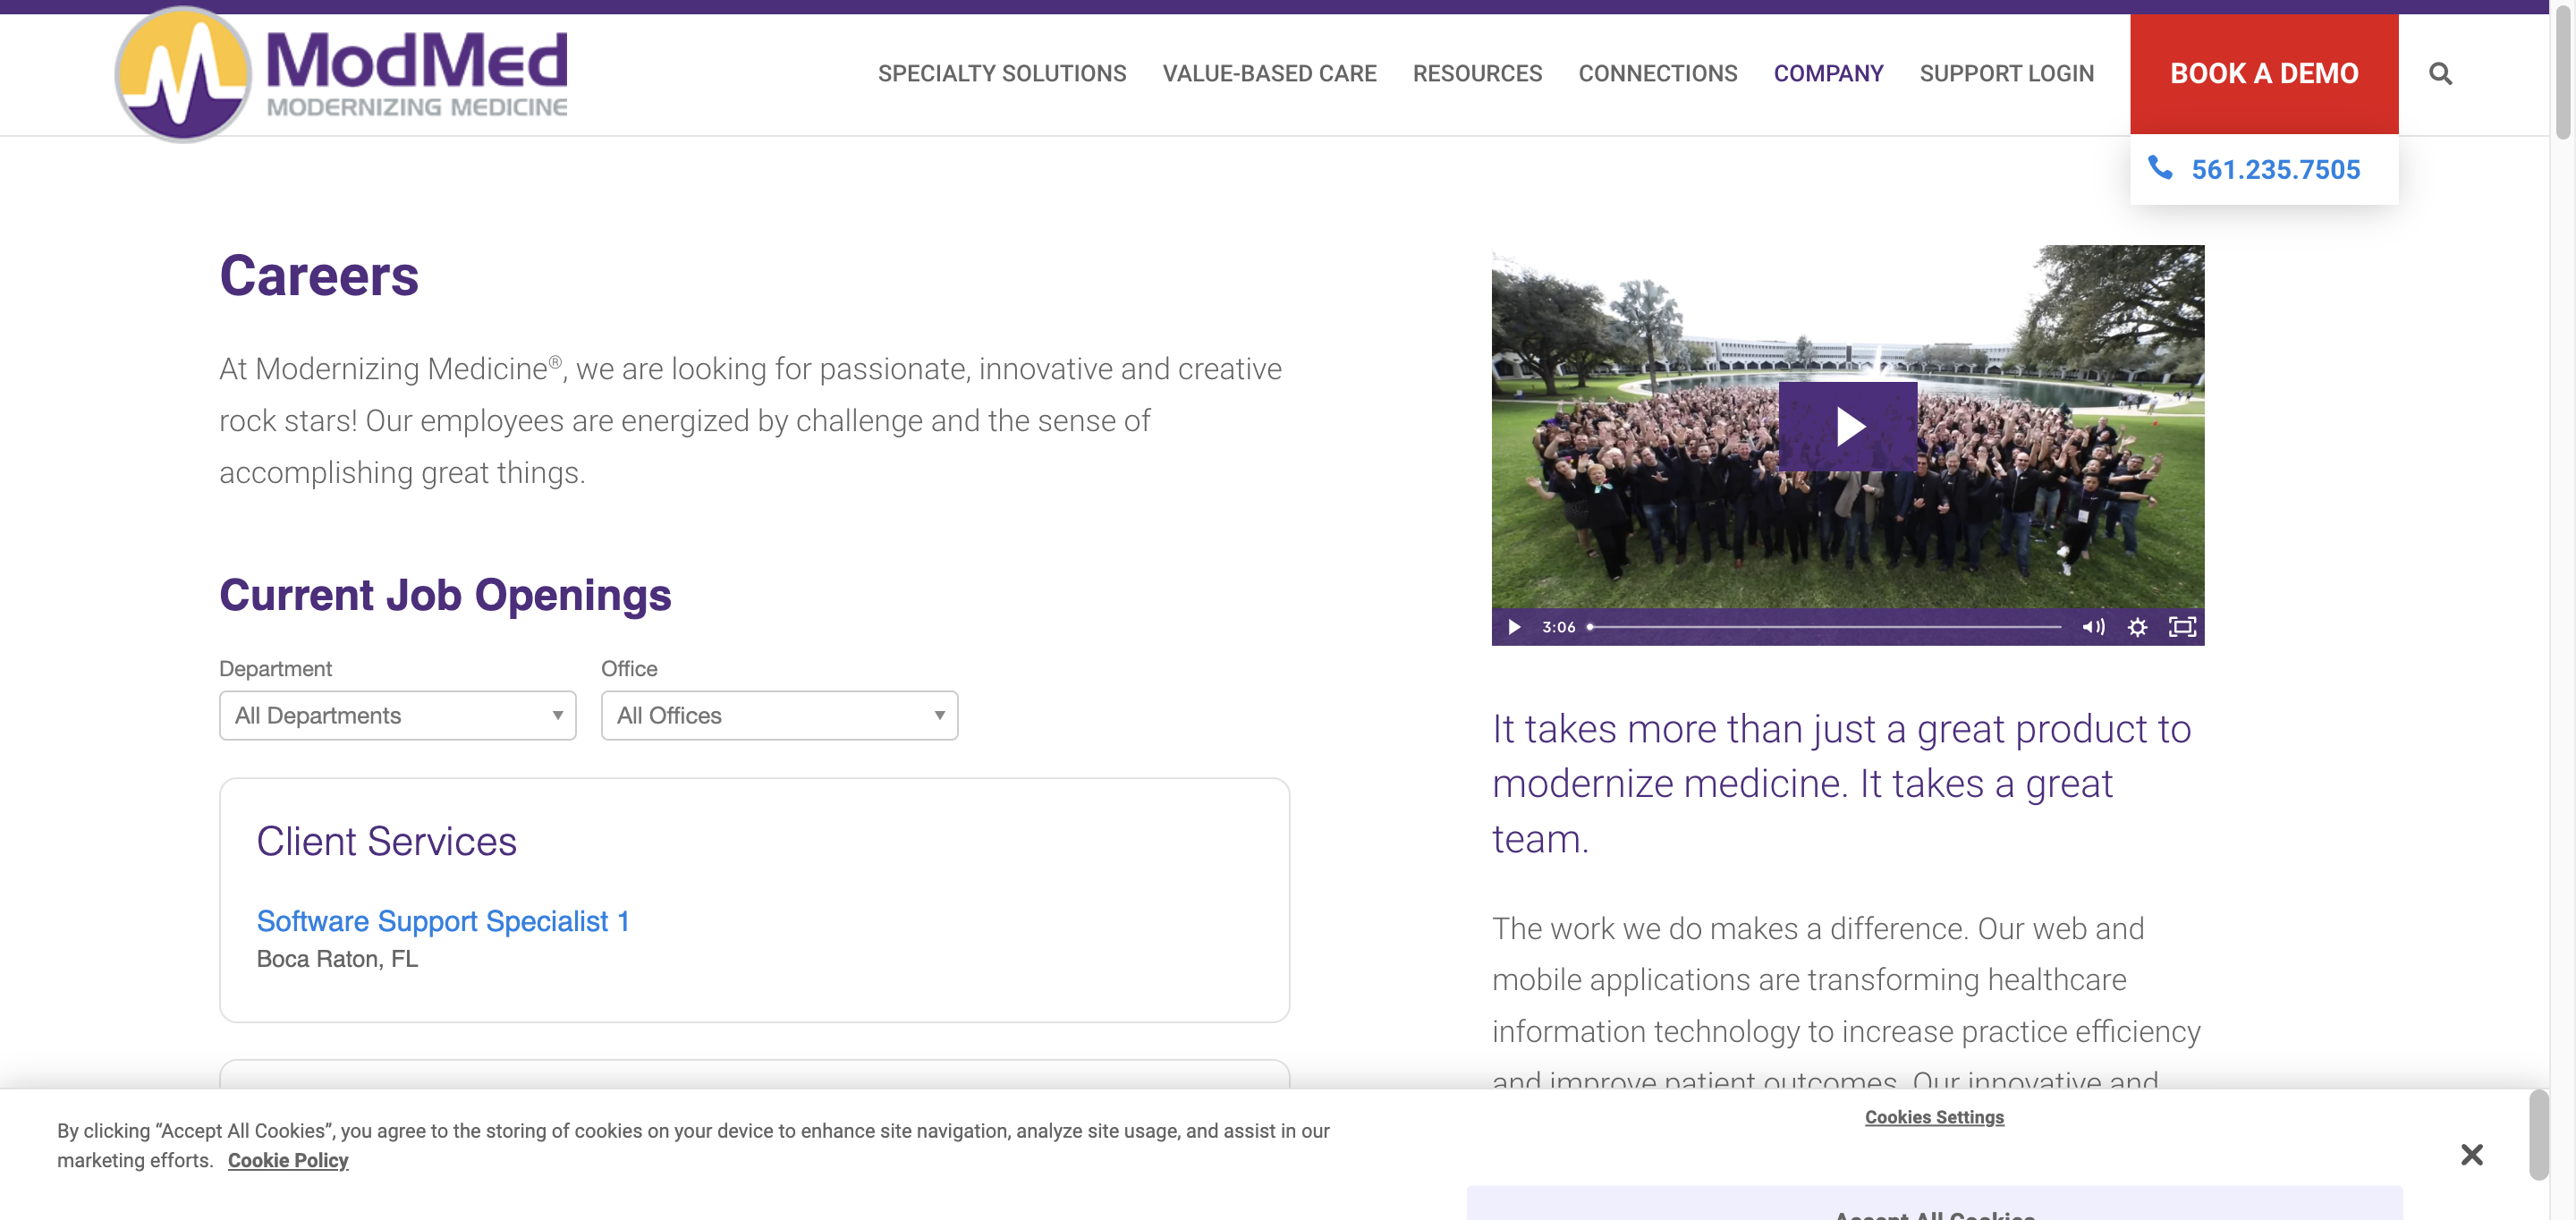 ModMed
MODERNIZING MEDICINE
SPECIALTY SOLUTIONS
VALUE-BASED CARE
RESOURCES
CONNECTIONS
COMPANY
SUPPORT LOGIN
BOOK A DEMO
561.235.7505
Careers
At Modernizing Medicine®, we are looking for passionate, innovative and creative
rock stars! Our employees are energized by challenge and the sense of
accomplishing great things.
Current Job Openings
Department
Office
All Departments
All Offices
Client Services
Software Support Specialist 1
Boca Raton, FL
3:06
It takes more than just a great product to
modernize medicine. It takes a great
team.
The work we do makes a difference. Our web and
mobile applications are transforming healthcare
information technology to increase practice efficiency
and improve patient outcomes. Our innovative and
By clicking “Accept All Cookies”, you agree to the storing of cookies on your device to enhance site navigation, analyze site usage, and assist in our
marketing efforts. Cookie Policy
Cookies Settings
Accept All Cookies